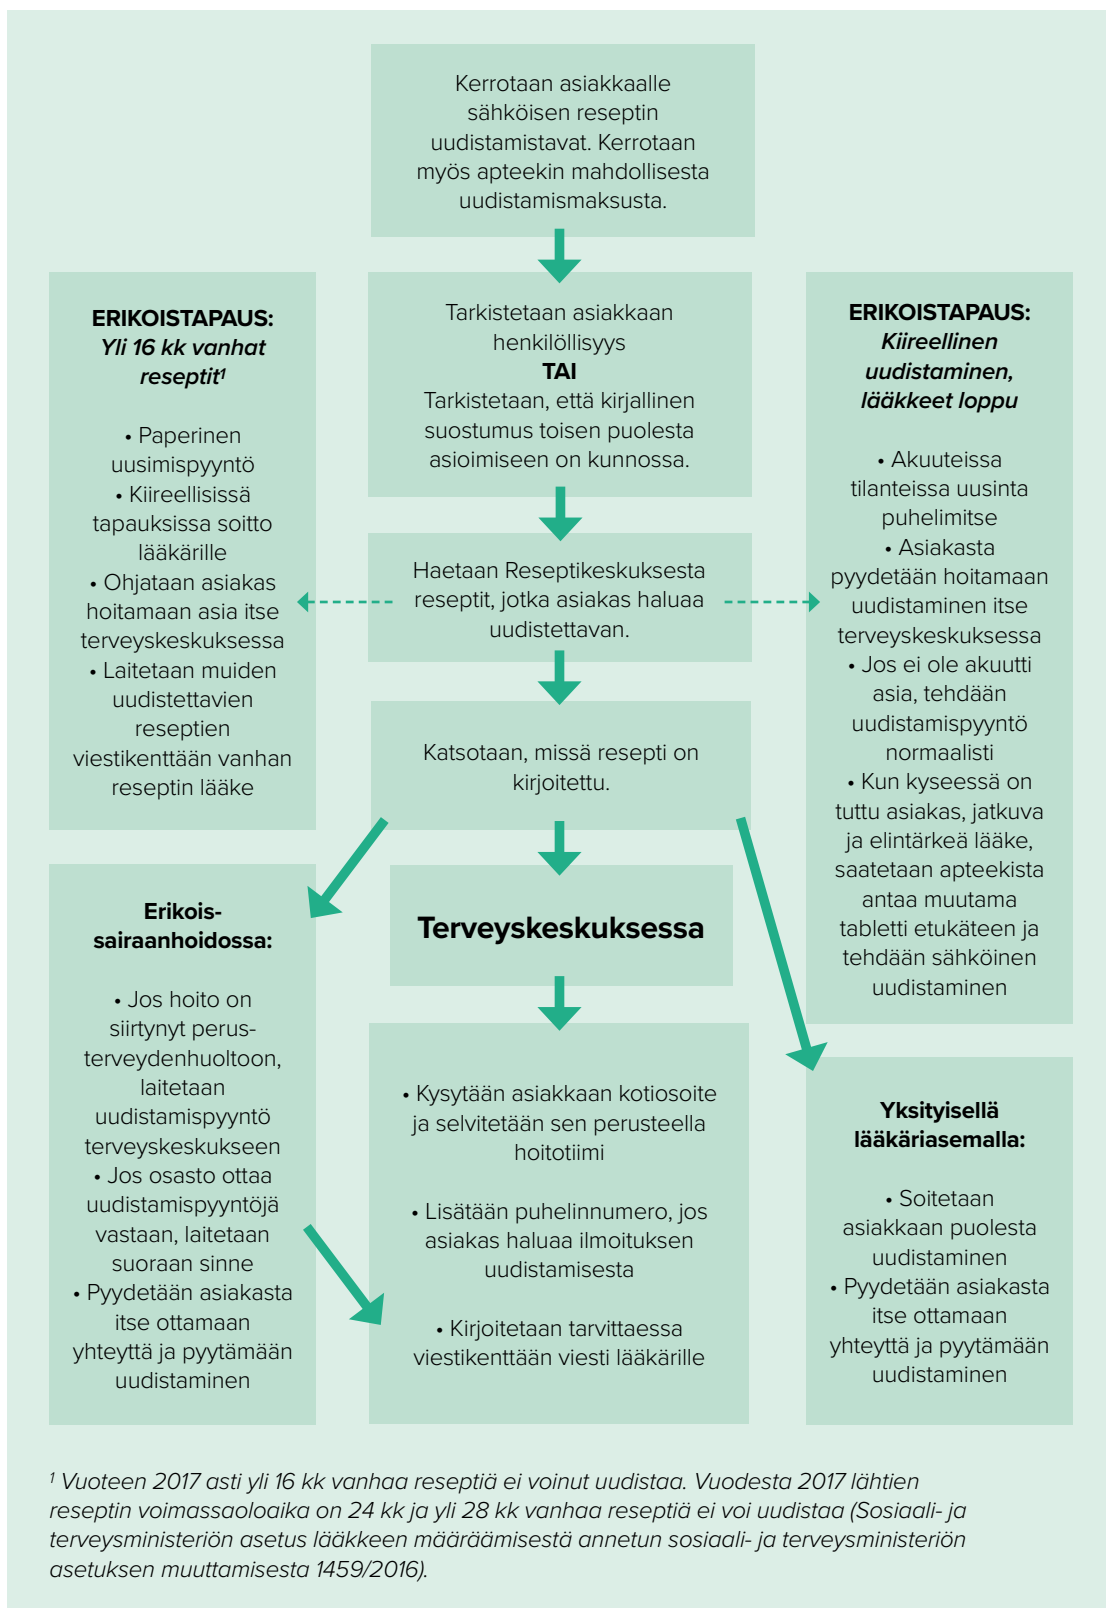 Kerrotaan asiakkaalle
sähköisen reseptin
uudistamistavat. Kerrotaan
myös apteekin mahdollisesta
uudistamismaksusta.
ERIKOISTAPAUS:
Yli 16 kk vanhat
reseptit¹
• Paperinen
uusimispyyntö
• Kiireellisissä
tapauksissa soitto
lääkärille
• Ohjataan asiakas
hoitamaan asia itse
terveyskeskuksessa
• Laitetaan muiden
uudistettavien
reseptien
viestikenttään vanhan
reseptin lääke
Tarkistetaan asiakkaan
henkilöllisyys
TAI
Tarkistetaan, että kirjallinen
suostumus toisen puolesta
asioimiseen on kunnossa.
Haetaan Reseptikeskuksesta
reseptit, jotka asiakas haluaa
uudistettavan.
Katsotaan, missä resepti on
kirjoitettu.
ERIKOISTAPAUS:
Kiireellinen
uudistaminen,
lääkkeet loppu
• Akuuteissa
tilanteissa uusinta
puhelimitse
• Asiakasta
pyydetään hoitamaan
uudistaminen itse
terveyskeskuksessa
• Jos ei ole akuutti
asia, tehdään
uudistamispyyntö
normaalisti
• Kun kyseessä on
tuttu asiakas, jatkuva
ja elintärkeä lääke,
saatetaan apteekista
antaa muutama
tabletti etukäteen ja
tehdään sähköinen
uudistaminen
Erikois-
sairaanhoidossa:
• Jos hoito on
siirtynyt perus-
terveydenhuoltoon,
laitetaan
uudistamispyyntö
terveyskeskukseen
• Jos osasto ottaa
uudistamispyyntöjä
vastaan, laitetaan
suoraan sinne
• Pyydetään asiakasta
itse ottamaan
yhteyttä ja pyytämään
uudistaminen
Terveyskeskuksessa
• Kysytään asiakkaan kotiosoite
ja selvitetään sen perusteella
hoitotiimi
• Lisätään puhelinnumero, jos
asiakas haluaa ilmoituksen
uudistamisesta
• Kirjoitetaan tarvittaessa
viestikenttään viesti lääkärille
Yksityisellä
lääkäriasemalla:
• Soitetaan
asiakkaan puolesta
uudistaminen
• Pyydetään asiakasta
itse ottamaan
yhteyttä ja pyytämään
uudistaminen
¹ Vuoteen 2017 asti yli 16 kk vanhaa reseptiä ei voinut uudistaa. Vuodesta 2017 lähtien
reseptin voimassaoloaika on 24 kk ja yli 28 kk vanhaa reseptiä ei voi uudistaa (Sosiaali- ja
terveysministeriön asetus lääkkeen määräämisestä annetun sosiaali- ja terveysministeriön
asetuksen muuttamisesta 1459/2016).